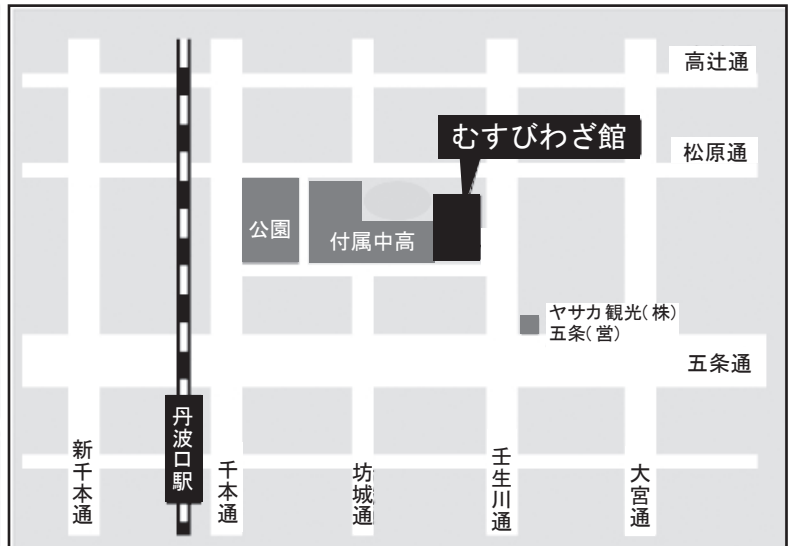 高辻通
むすびわざ館
松原通
公園
付属中高
ヤサカ観光(株)
五条(営)
五条通
丹波口駅
新千本通
千本通
坊城通
壬生川通
大宮通